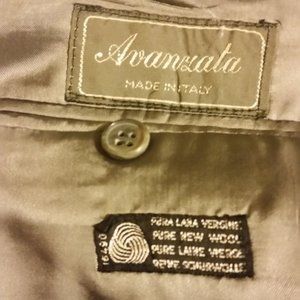 Avanzata
MADE IN ITALY
PURA LANA VERGINE
PURE NEW WOOL
PURE LAINE VIERGE
REINE SCHURWOLLE
16490